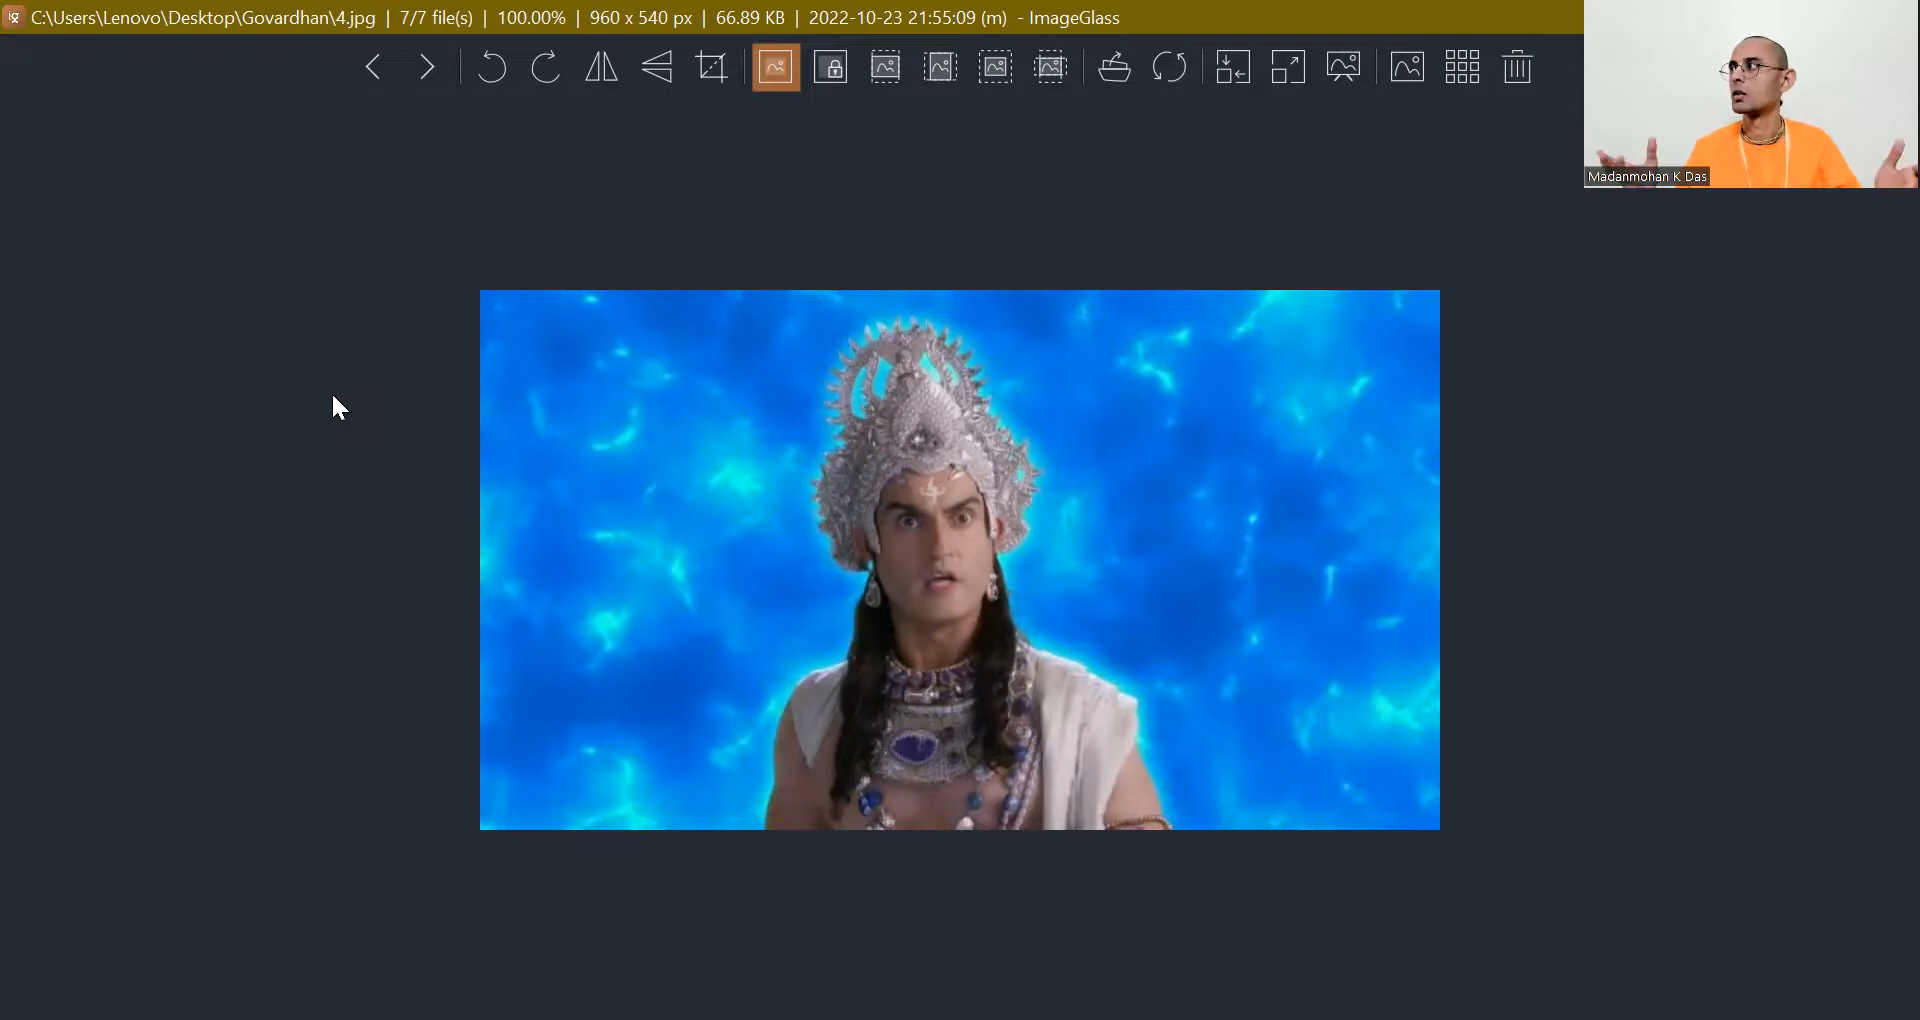 ig C:\Users\Lenovo\Desktop\Govardhan\4.jpg | 7/7 file(s) | 100.00% | 960 x 540 px | 66.89 KB | 2022-10-23 21:55:09 (m) - ImageGlass
Madanmohan K Das